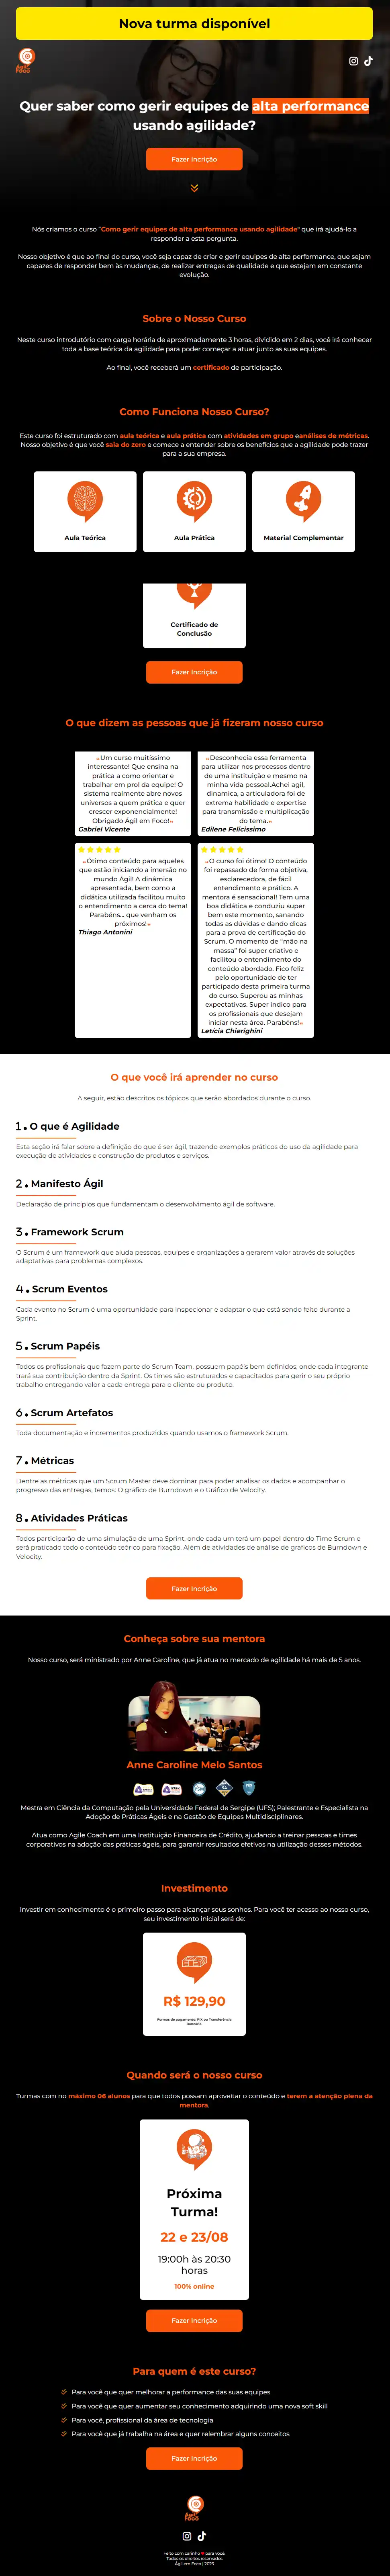 Nova turma disponível
Ágil em Foco
Quer saber como gerir equipes de alta performance
usando agilidade?
Fazer Incrição
Nós criamos o curso "Como gerir equipes de alta performance usando agilidade" que irá ajudá-lo a
responder a esta pergunta.
Nosso objetivo é que ao final do curso, você seja capaz de criar e gerir equipes de alta performance, que sejam
capazes de responder bem às mudanças, de realizar entregas de qualidade e que estejam em constante
evolução.
Sobre o Nosso Curso
Neste curso introdutório com carga horária de aproximadamente 3 horas, dividido em 2 dias, você irá conhecer
toda a base teórica da agilidade para poder começar a atuar junto as suas equipes.
Ao final, você receberá um certificado de participação.
Como Funciona Nosso Curso?
Este curso foi estruturado com aula teórica e aula prática com atividades em grupo eanálises de métricas.
Nosso objetivo é que você saia do zero e comece a entender sobre os benefícios que a agilidade pode trazer
para a sua empresa.
Aula Teórica
Aula Prática
Material Complementar
Certificado de
Conclusão
Fazer Incrição
O que dizem as pessoas que já fizeram nosso curso
Um curso muitissimo
interessante! Que ensina na
prática a como orientar e
trabalhar em prol da equipe! O
sistema realmente abre novos
universos a quem prática e quer
crescer exponencialmente!
Obrigado Ágil em Foco!
Gabriel Vicente
Desconhecia essa ferramenta
para utilizar nos processos dentro
de uma instituição e mesmo na
minha vida pessoal.Achei agil,
dinamica, a articuladora foi de
extrema habilidade e expertise
para transmissão e multiplicação
do tema.
Edilene Felicissimo
Ótimo conteúdo para aqueles
que estão iniciando a imersão no
mundo Ágil! A dinâmica
apresentada, bem como a
didática utilizada facilitou muito
o entendimento a cerca do tema!
Parabéns... que venham os
próximos!
Thiago Antonini
O curso foi ótimo! O conteúdo
foi repassado de forma objetiva,
esclarecedora, de fácil
entendimento e prático. A
mentora é sensacional! Tem uma
boa didática e conduziu super
bem este momento, sanando
todas as dúvidas e dando dicas
para a prova de certificação do
Scrum. O momento de “mão na
massa” foi super criativo e
facilitou o entendimento do
conteúdo abordado. Fico feliz
pelo oportunidade de ter
participado desta primeira turma
do curso. Superou as minhas
expectativas. Super indico para
os profissionais que desejam
iniciar nesta área. Parabéns!
Letícia Chierighini
O que você irá aprender no curso
A seguir, estão descritos os tópicos que serão abordados durante o curso.
1. O que é Agilidade
Esta seção irá falar sobre a definição do que é ser ágil, trazendo exemplos práticos do uso da agilidade para
execução de atividades e construção de produtos e serviços.
2. Manifesto Ágil
Declaração de princípios que fundamentam o desenvolvimento ágil de software.
3. Framework Scrum
O Scrum é um framework que ajuda pessoas, equipes e organizações a gerarem valor através de soluções
adaptativas para problemas complexos.
4. Scrum Eventos
Cada evento no Scrum é uma oportunidade para inspecionar e adaptar o que está sendo feito durante a
Sprint.
5. Scrum Papéis
Todos os profissionais que fazem parte do Scrum Team, possuem papéis bem definidos, onde cada integrante
trará sua contribuição dentro da Sprint. Os times são estruturados e capacitados para gerir o seu próprio
trabalho entregando valor a cada entrega para o cliente ou produto.
6. Scrum Artefatos
Toda documentação e incrementos produzidos quando usamos o framework Scrum.
7. Métricas
Dentre as métricas que um Scrum Master deve dominar para poder analisar os dados e acompanhar o
progresso das entregas, temos: O gráfico de Burndown e o Gráfico de Velocity.
8. Atividades Práticas
Todos participarão de uma simulação de uma Sprint, onde cada um terá um papel dentro do Time Scrum e
será praticado todo o conteúdo teórico para fixação. Além de atividades de análise de graficos de Burndown e
Velocity.
Fazer Incrição
Conheça sobre sua mentora
Nosso curso, será ministrado por Anne Caroline, que já atua no mercado de agilidade há mais de 5 anos.
Anne Caroline Melo Santos
Mestra em Ciência da Computação pela Universidade Federal de Sergipe (UFS); Palestrante e Especialista na
Adoção de Práticas Ágeis e na Gestão de Equipes Multidisciplinares.
Atua como Agile Coach em uma Instituição Financeira de Crédito, ajudando a treinar pessoas e times
corporativos na adoção das práticas ágeis, para garantir resultados efetivos na utilização desses métodos.
Investimento
Investir em conhecimento é o primeiro passo para alcançar seus sonhos. Para você ter acesso ao nosso curso,
seu investimento inicial será de:
R$ 129,90
Formas de pagamento: PIX ou Transferência
Bancária.
Quando será o nosso curso
Turmas com no máximo 06 alunos para que todos possam aproveitar o conteúdo e terem a atenção plena da
mentora.
Próxima
Turma!
22 e 23/08
19:00h às 20:30
horas
100% online
Fazer Incrição
Para quem é este curso?
Para você que quer melhorar a performance das suas equipes
Para você que quer aumentar seu conhecimento adquirindo uma nova soft skill
Para você, profissional da área de tecnologia
Para você que já trabalha na área e quer relembrar alguns conceitos
Fazer Incrição
Ágil em Foco
Feito com carinho para você.
Todos os direitos reservados
Ágil em Foco | 2023